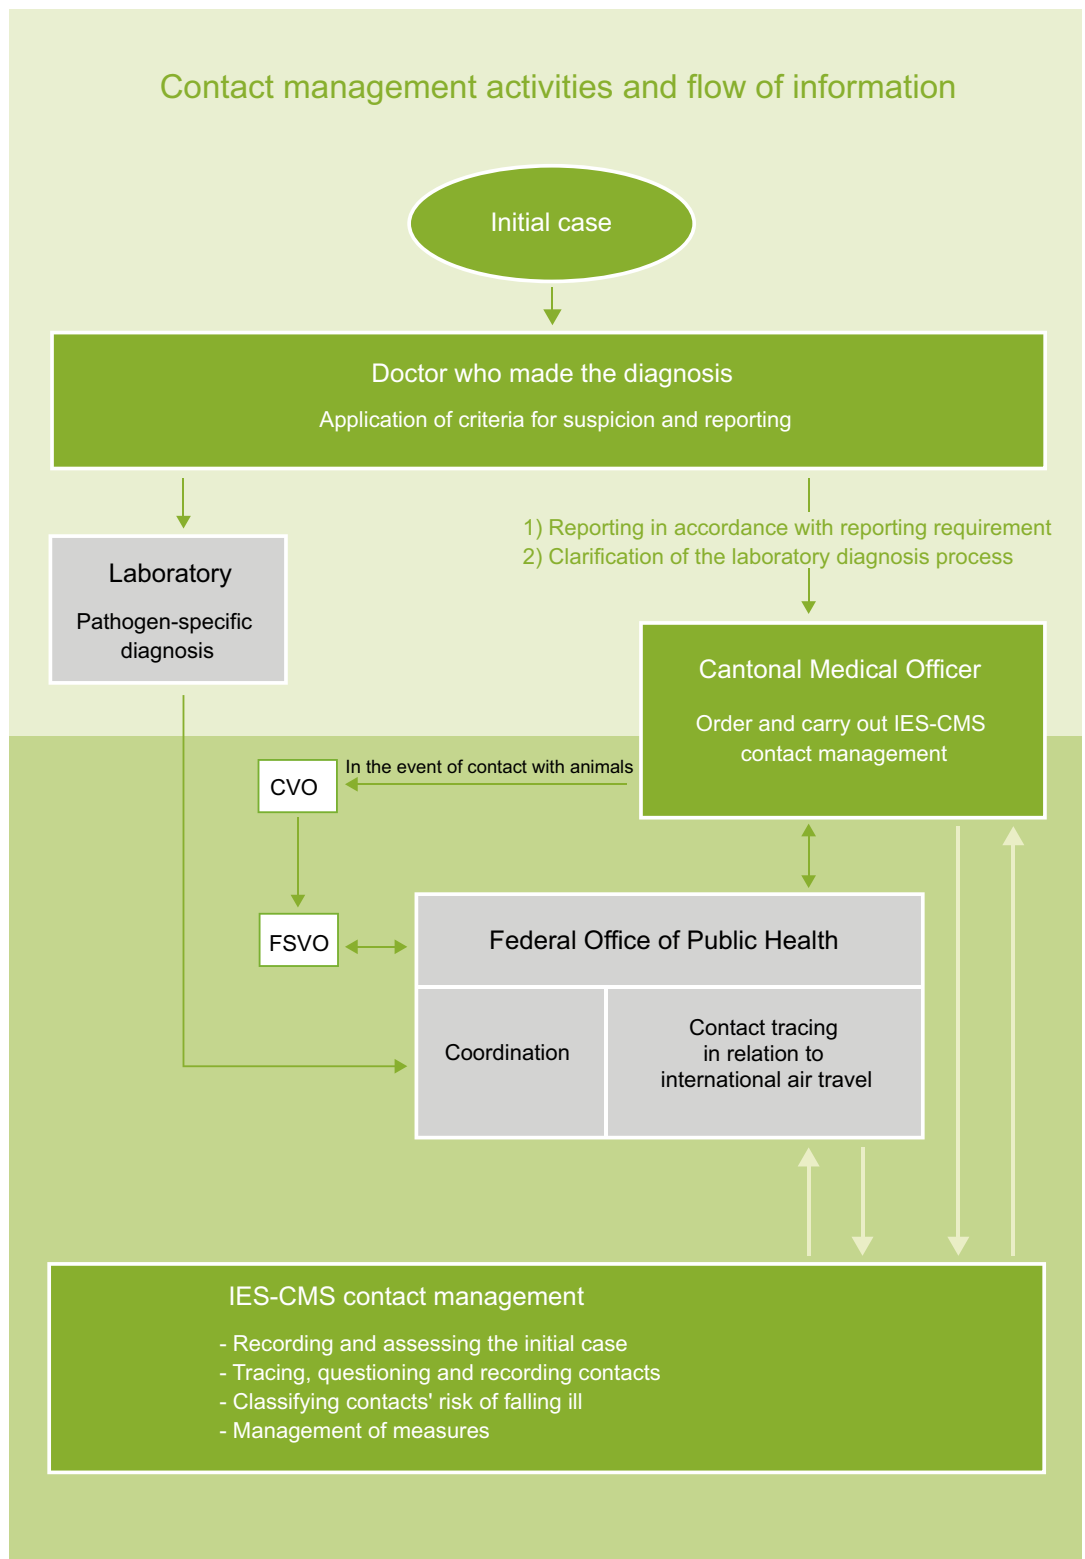 Contact management activities and flow of information
Initial case
Doctor who made the diagnosis
Application of criteria for suspicion and reporting
1) Reporting in accordance with reporting requirement
2) Clarification of the laboratory diagnosis process
Laboratory
Pathogen-specific
diagnosis
Cantonal Medical Officer
Order and carry out IES-CMS
contact management
In the event of contact with animals
CVO
FSVO
Federal Office of Public Health
Coordination
Contact tracing
in relation to
international air travel
IES-CMS contact management
- Recording and assessing the initial case
- Tracing, questioning and recording contacts
- Classifying contacts' risk of falling ill
- Management of measures